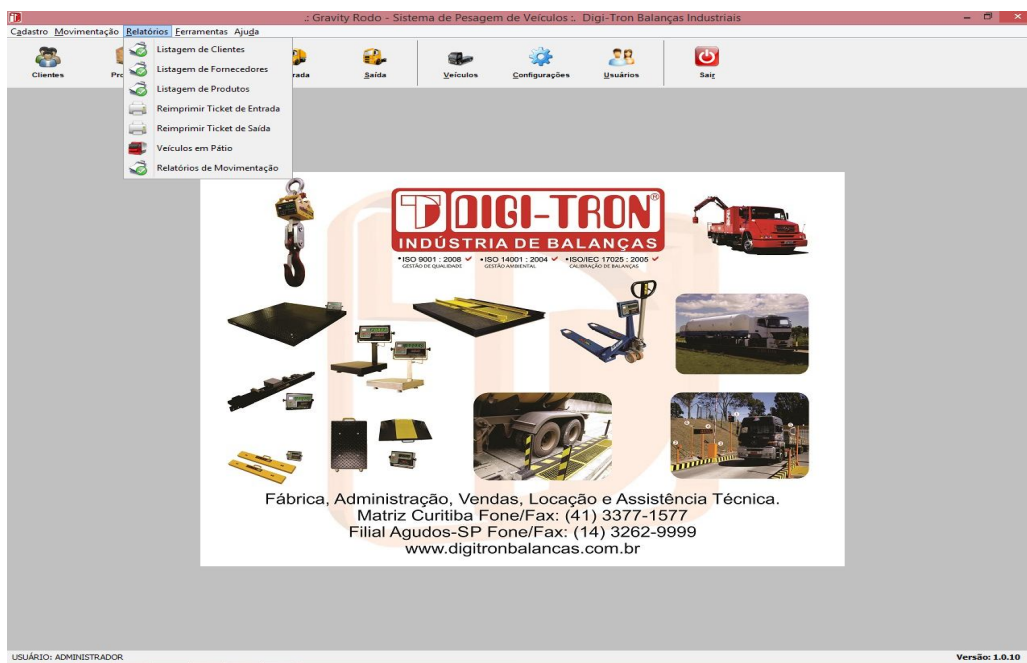 .: Gravity Rodo - Sistema de Pesagem de Veículos :. Digi-Tron Balanças Industriais
Cadastro Movimentação Relatórios Ferramentas Ajuda
Clientes Pro rada Saída Veículos Configurações Usuários Sair
Listagem de Clientes
Listagem de Fornecedores
Listagem de Produtos
Reimprimir Ticket de Entrada
Reimprimir Ticket de Saída
Veículos em Pátio
Relatórios de Movimentação
DIGI-TRON®
INDÚSTRIA DE BALANÇAS
•ISO 9001 : 2008 •ISO 14001 : 2004 •ISO/IEC 17025 : 2005
GESTÃO DE QUALIDADE GESTÃO AMBIENTAL CALIBRAÇÃO DE BALANÇAS
Fábrica, Administração, Vendas, Locação e Assistência Técnica.
Matriz Curitiba Fone/Fax: (41) 3377-1577
Filial Agudos-SP Fone/Fax: (14) 3262-9999
www.digitronbalancas.com.br
USUÁRIO: ADMINISTRADOR Versão: 1.0.10